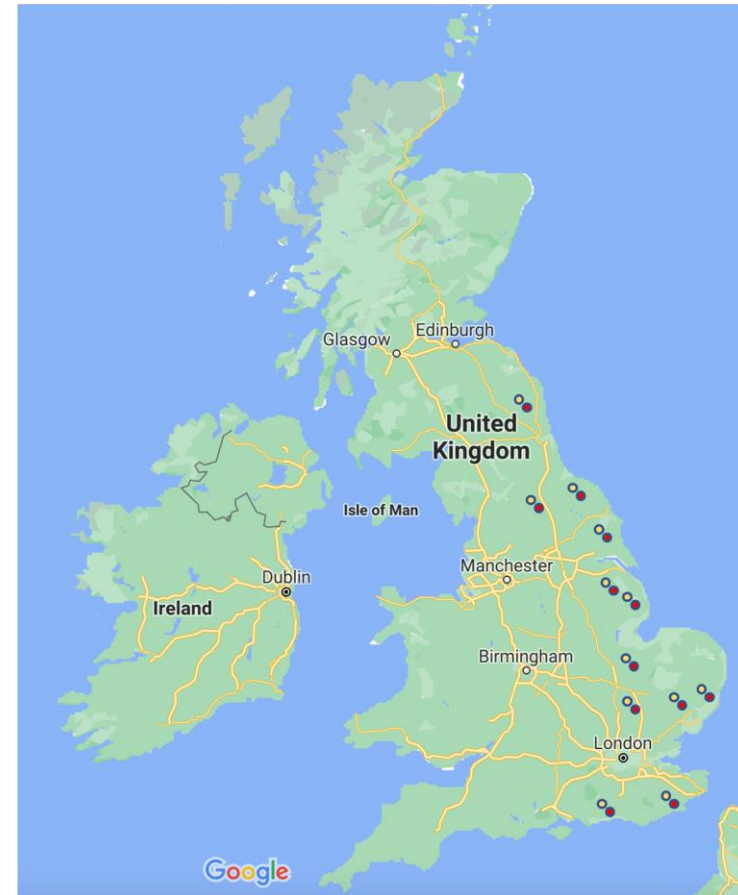 Edinburgh
Glasgow
United
Kingdom
Isle of Man
Manchester
Dublin
Ireland
Birmingham
London
Google